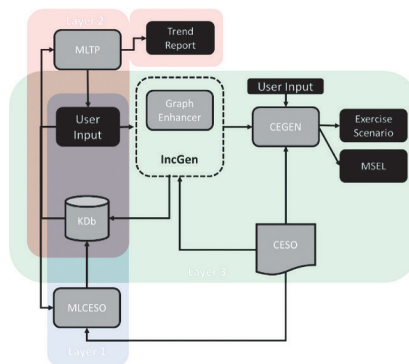 Layer 2
MLTP
Trend
Report
User Input
User
Input
Graph
Enhancer
IncGen
CEGEN
Exercise
Scenario
MSEL
KDb
CESO
Layer 3
MLCESO
Layer 1